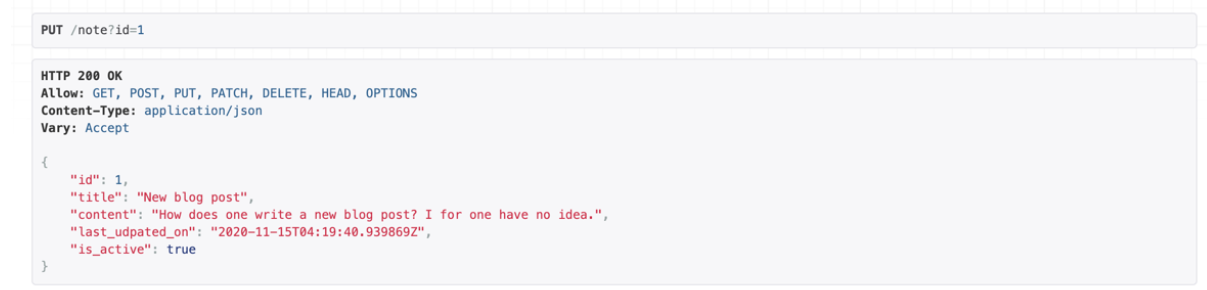 PUT /note?id=1
HTTP 200 OK
Allow: GET, POST, PUT, PATCH, DELETE, HEAD, OPTIONS
Content-Type: application/json
Vary: Accept
{
"id": 1,
"title": "New blog post",
"content": "How does one write a new blog post? I for one have no idea.",
"last_udpated_on": "2020-11-15T04:19:40.939869Z",
"is_active": true
}